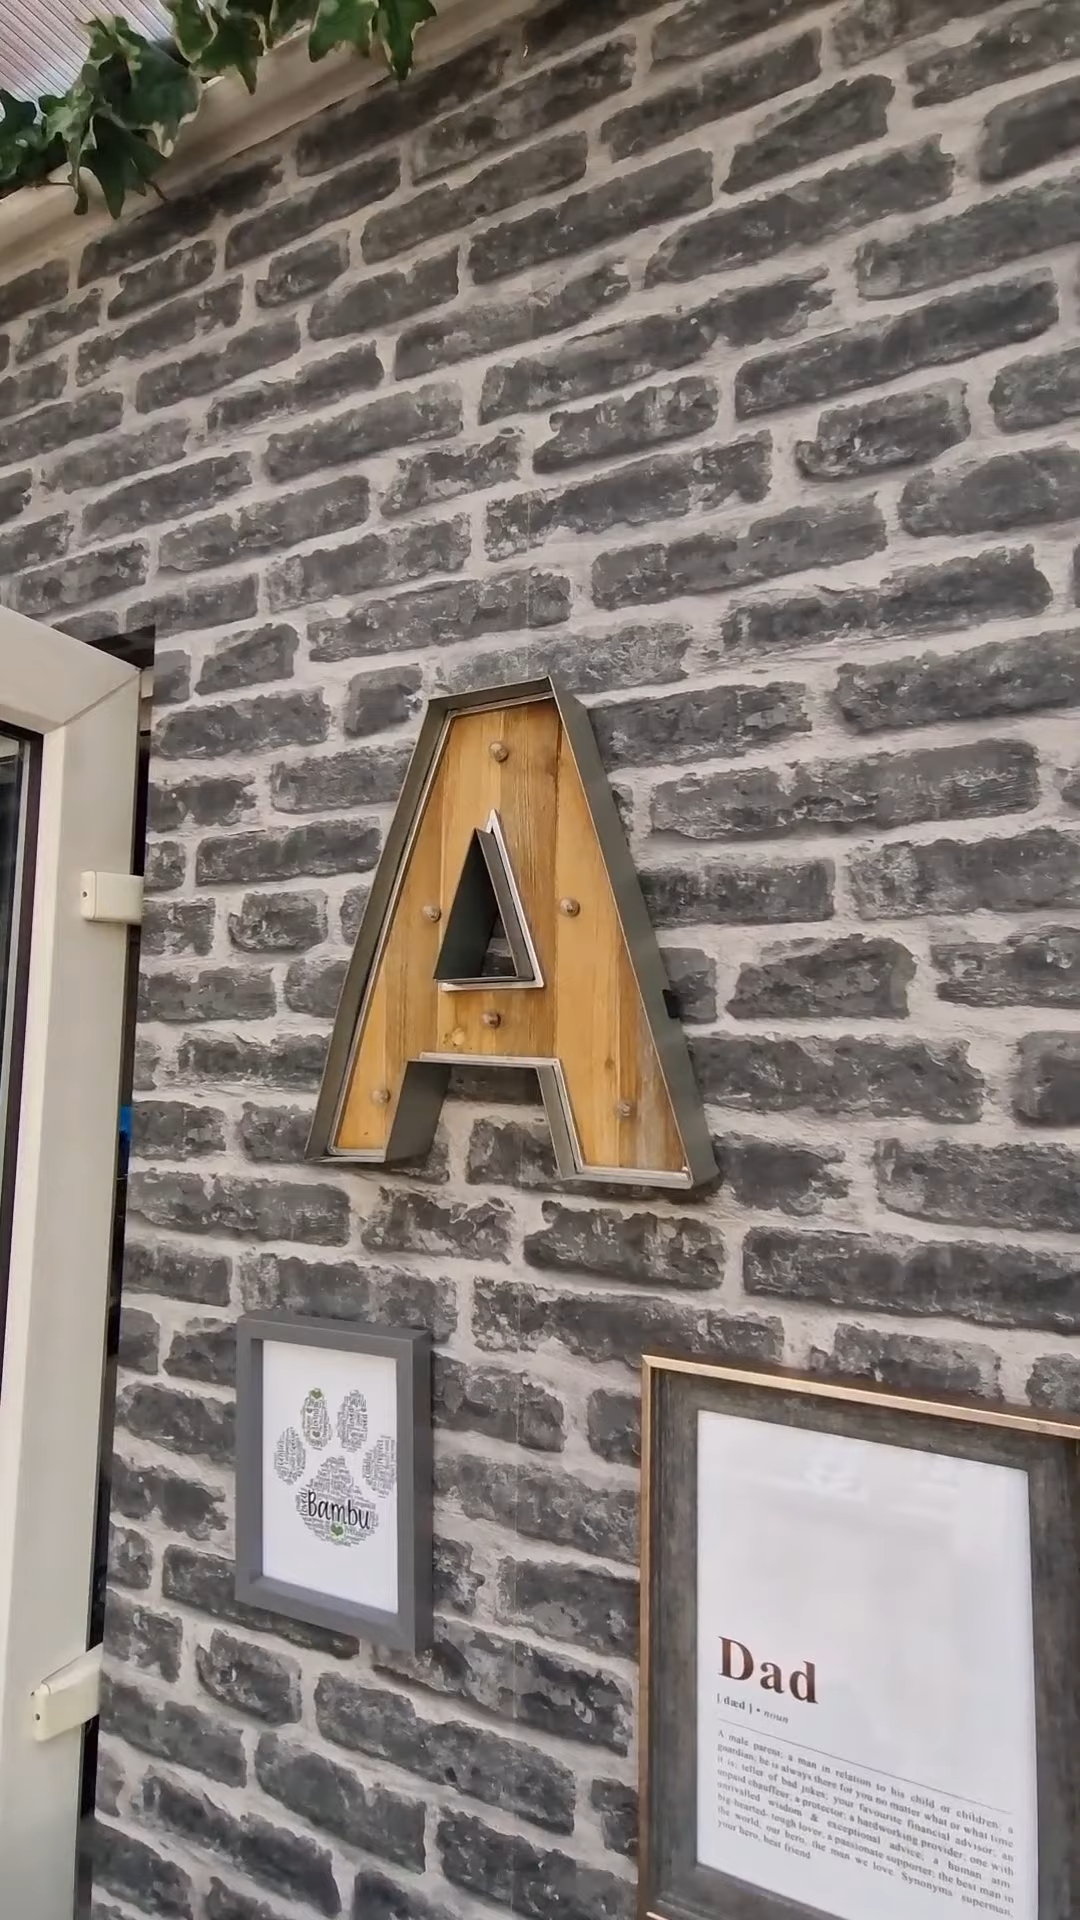 A
Bambu
Dad
[ dæd ] • noun
A male parent; a man in relation to his child or children; a
guardian; he is always there for you no matter what or what time
it is; teller of bad jokes; your favourite financial advisor; an
unpaid chauffeur; a protector; a hardworking provider; one with
unrivalled wisdom & exceptional advice; a human atm;
big-hearted; tough lover; a passionate supporter; the best man in
the world, our hero, the man we love. Synonyms superman,
your hero, best friend